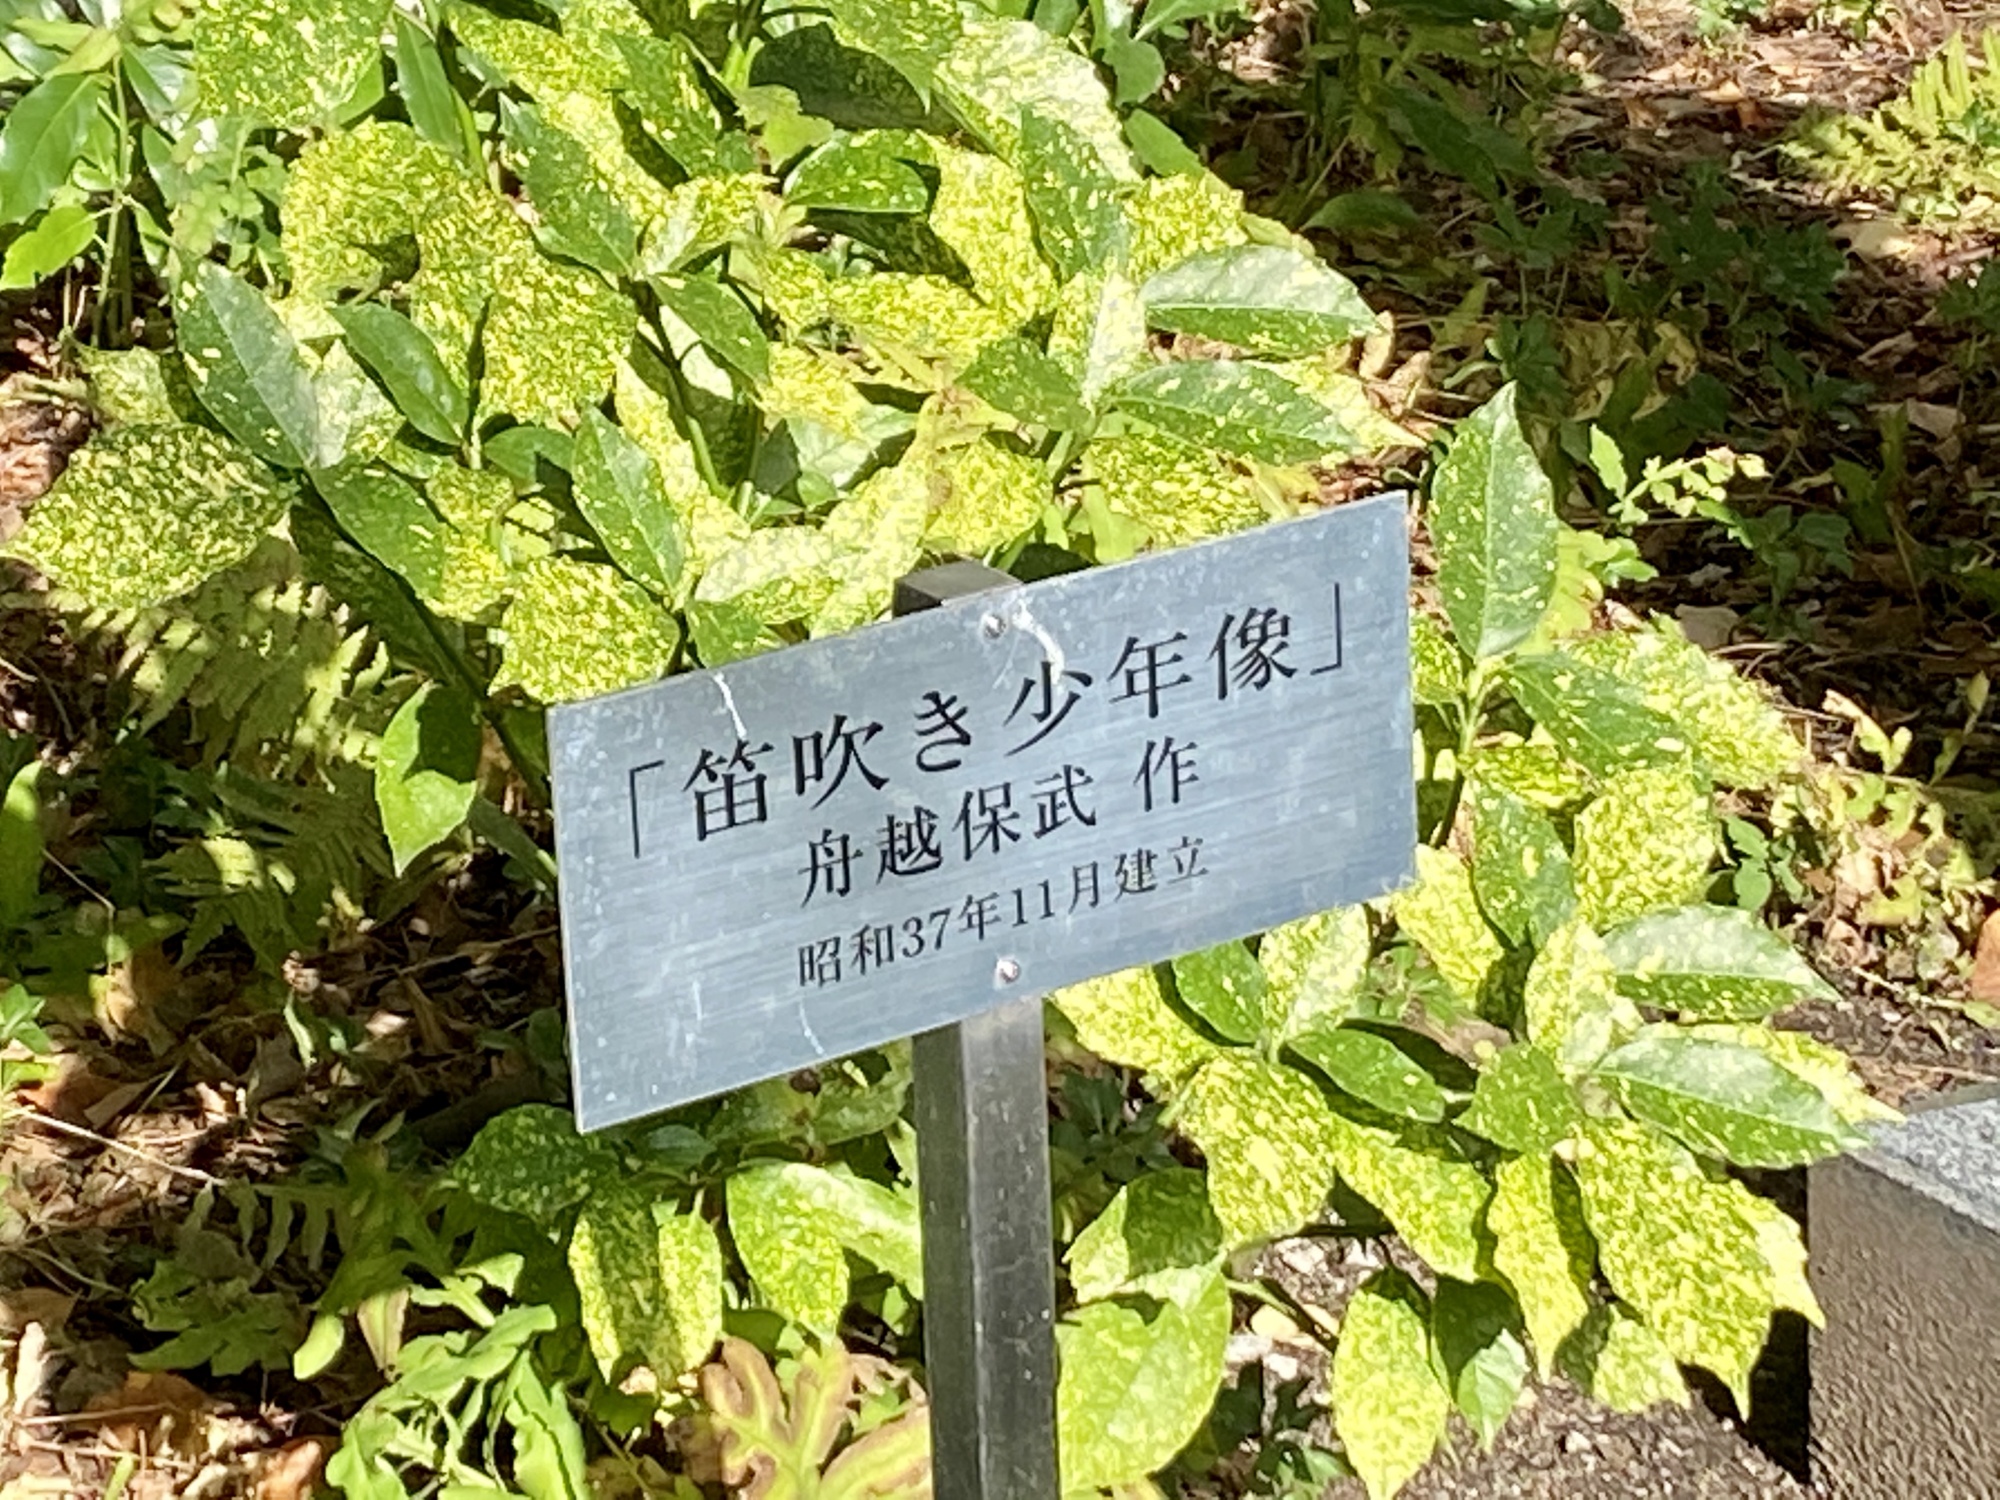 「笛吹き少年像」
舟越保武 作
昭和37年11月建立